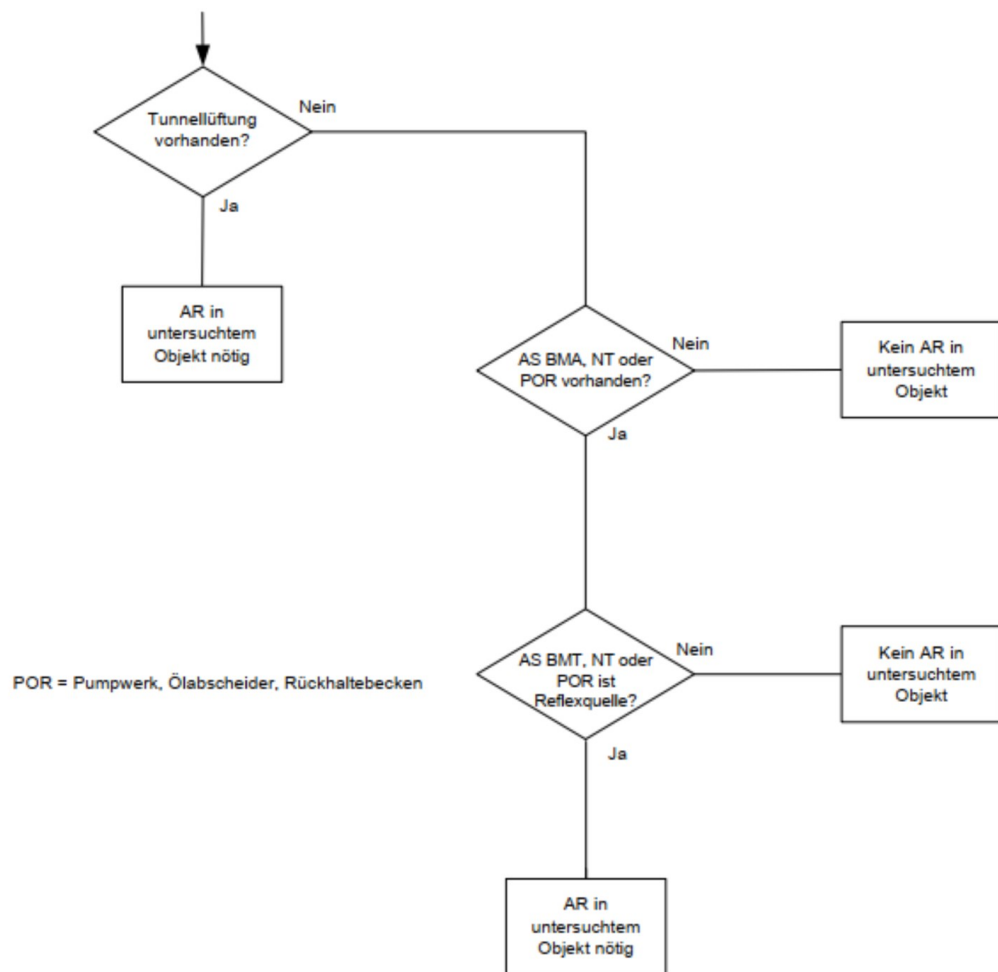 Tunnellüftung
vorhanden?
Nein
Ja
AR in
untersuchtem
Objekt nötig
AS BMA, NT oder
POR vorhanden?
Nein
Ja
Kein AR in
untersuchtem
Objekt
AS BMT, NT oder
POR ist
Reflexquelle?
Nein
Ja
Kein AR in
untersuchtem
Objekt
POR = Pumpwerk, Ölabscheider, Rückhaltebecken
AR in
untersuchtem
Objekt nötig